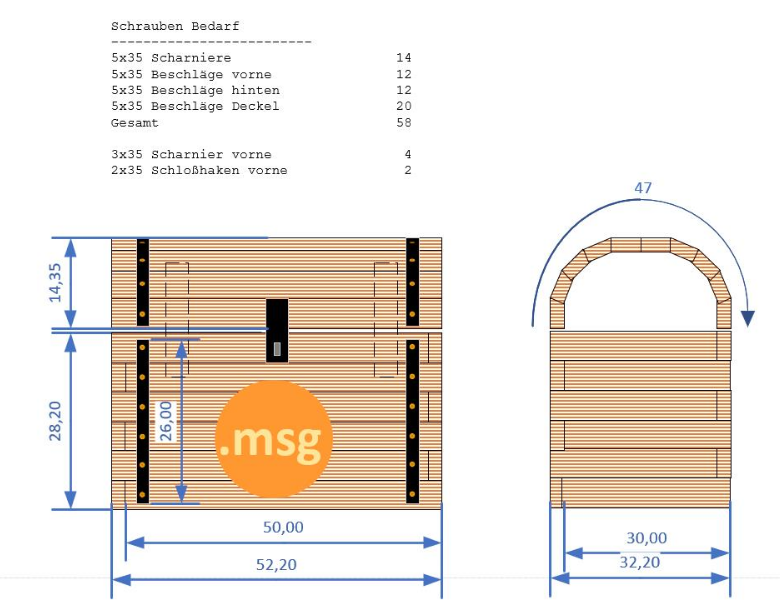 Schrauben Bedarf
-------------------------
5x35 Scharniere 14
5x35 Beschläge vorne 12
5x35 Beschläge hinten 12
5x35 Beschläge Deckel 20
Gesamt 58
3x35 Scharnier vorne 4
2x35 Schloßhaken vorne 2
47
14,35
28,20
26,00
.msg
50,00
52,20
30,00
32,20